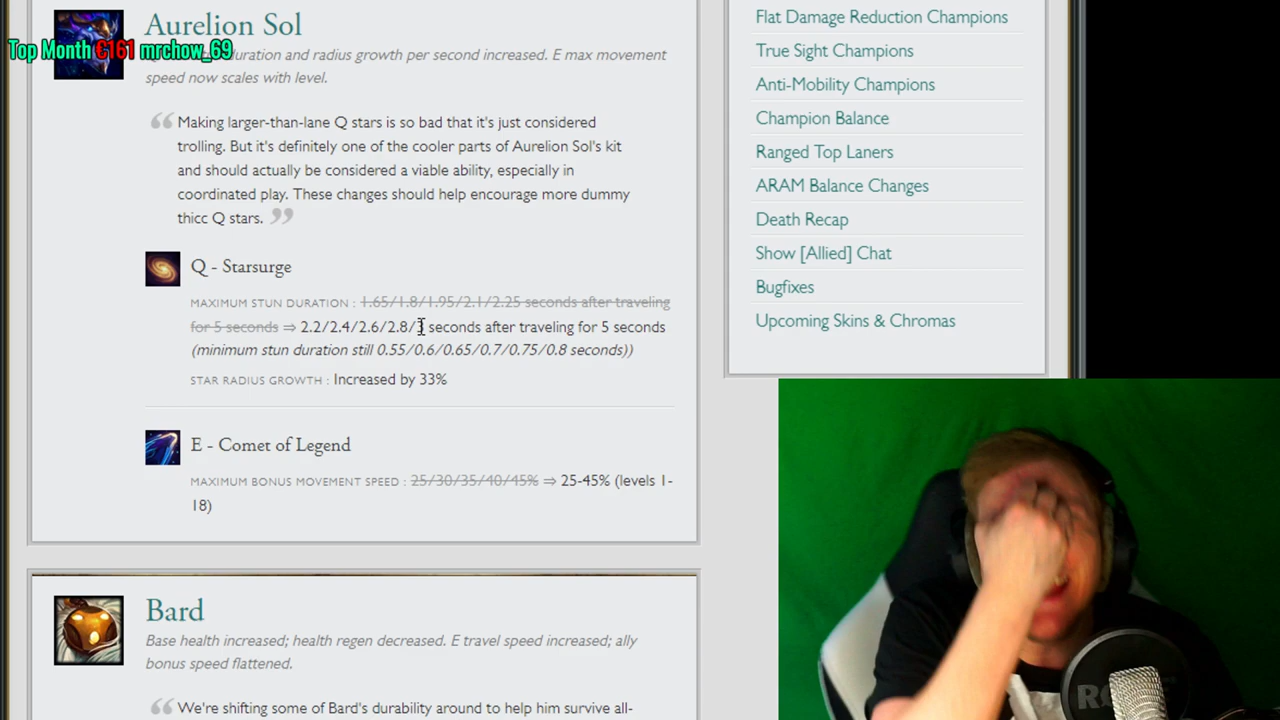 Aurelion Sol
Top Month €161 mrchow_69
duration and radius growth per second increased. E max movement
speed now scales with level.
“ Making larger-than-lane Q stars is so bad that it's just considered
trolling. But it's definitely one of the cooler parts of Aurelion Sol's kit
and should actually be considered a viable ability, especially in
coordinated play. These changes should help encourage more dummy
thicc Q stars. ”
Q - Starsurge
MAXIMUM STUN DURATION : 1.65/1.8/1.95/2.1/2.25 seconds after traveling
for 5 seconds ⇒ 2.2/2.4/2.6/2.8/3 seconds after traveling for 5 seconds
(minimum stun duration still 0.55/0.6/0.65/0.7/0.75/0.8 seconds))
STAR RADIUS GROWTH : Increased by 33%
E - Comet of Legend
MAXIMUM BONUS MOVEMENT SPEED : 25/30/35/40/45% ⇒ 25-45% (levels 1-
18)
Bard
Base health increased; health regen decreased. E travel speed increased; ally
bonus speed flattened.
“ We're shifting some of Bard's durability around to help him survive all-
Flat Damage Reduction Champions
True Sight Champions
Anti-Mobility Champions
Champion Balance
Ranged Top Laners
ARAM Balance Changes
Death Recap
Show [Allied] Chat
Bugfixes
Upcoming Skins & Chromas